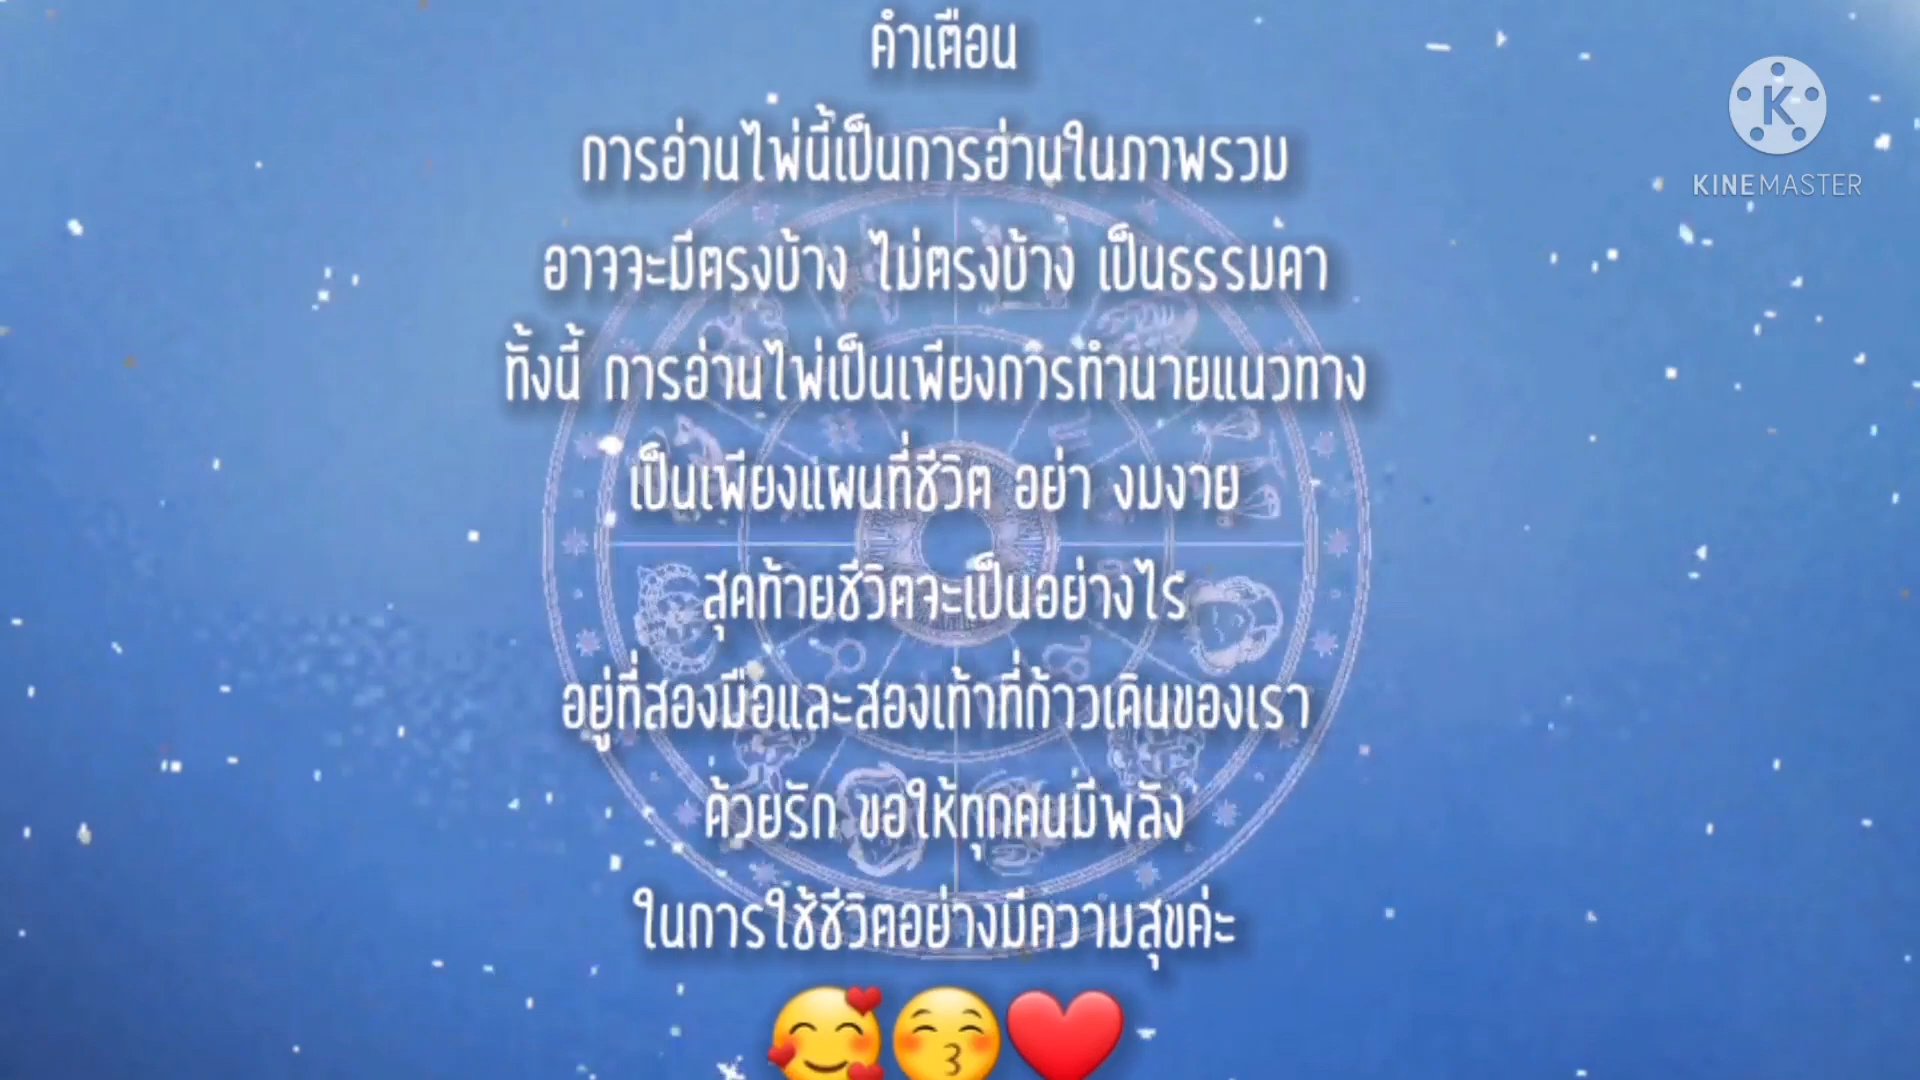 คำเตือน
KINEMASTER
การอ่านไพ่นี้เป็นการอ่านในภาพรวม
อาจจะมีตรงบ้าง ไม่ตรงบ้าง เป็นธรรมดา
ทั้งนี้ การอ่านไพ่เป็นเพียงการทำนายแนวทาง
เป็นเพียงแผนที่ชีวิต อย่า งมงาย
สุดท้ายชีวิตจะเป็นอย่างไร
อยู่ที่สองมือและสองเท้าที่ก้าวเดินของเรา
ด้วยรัก ขอให้ทุกคนมีพลัง
ในการใช้ชีวิตอย่างมีความสุขค่ะ